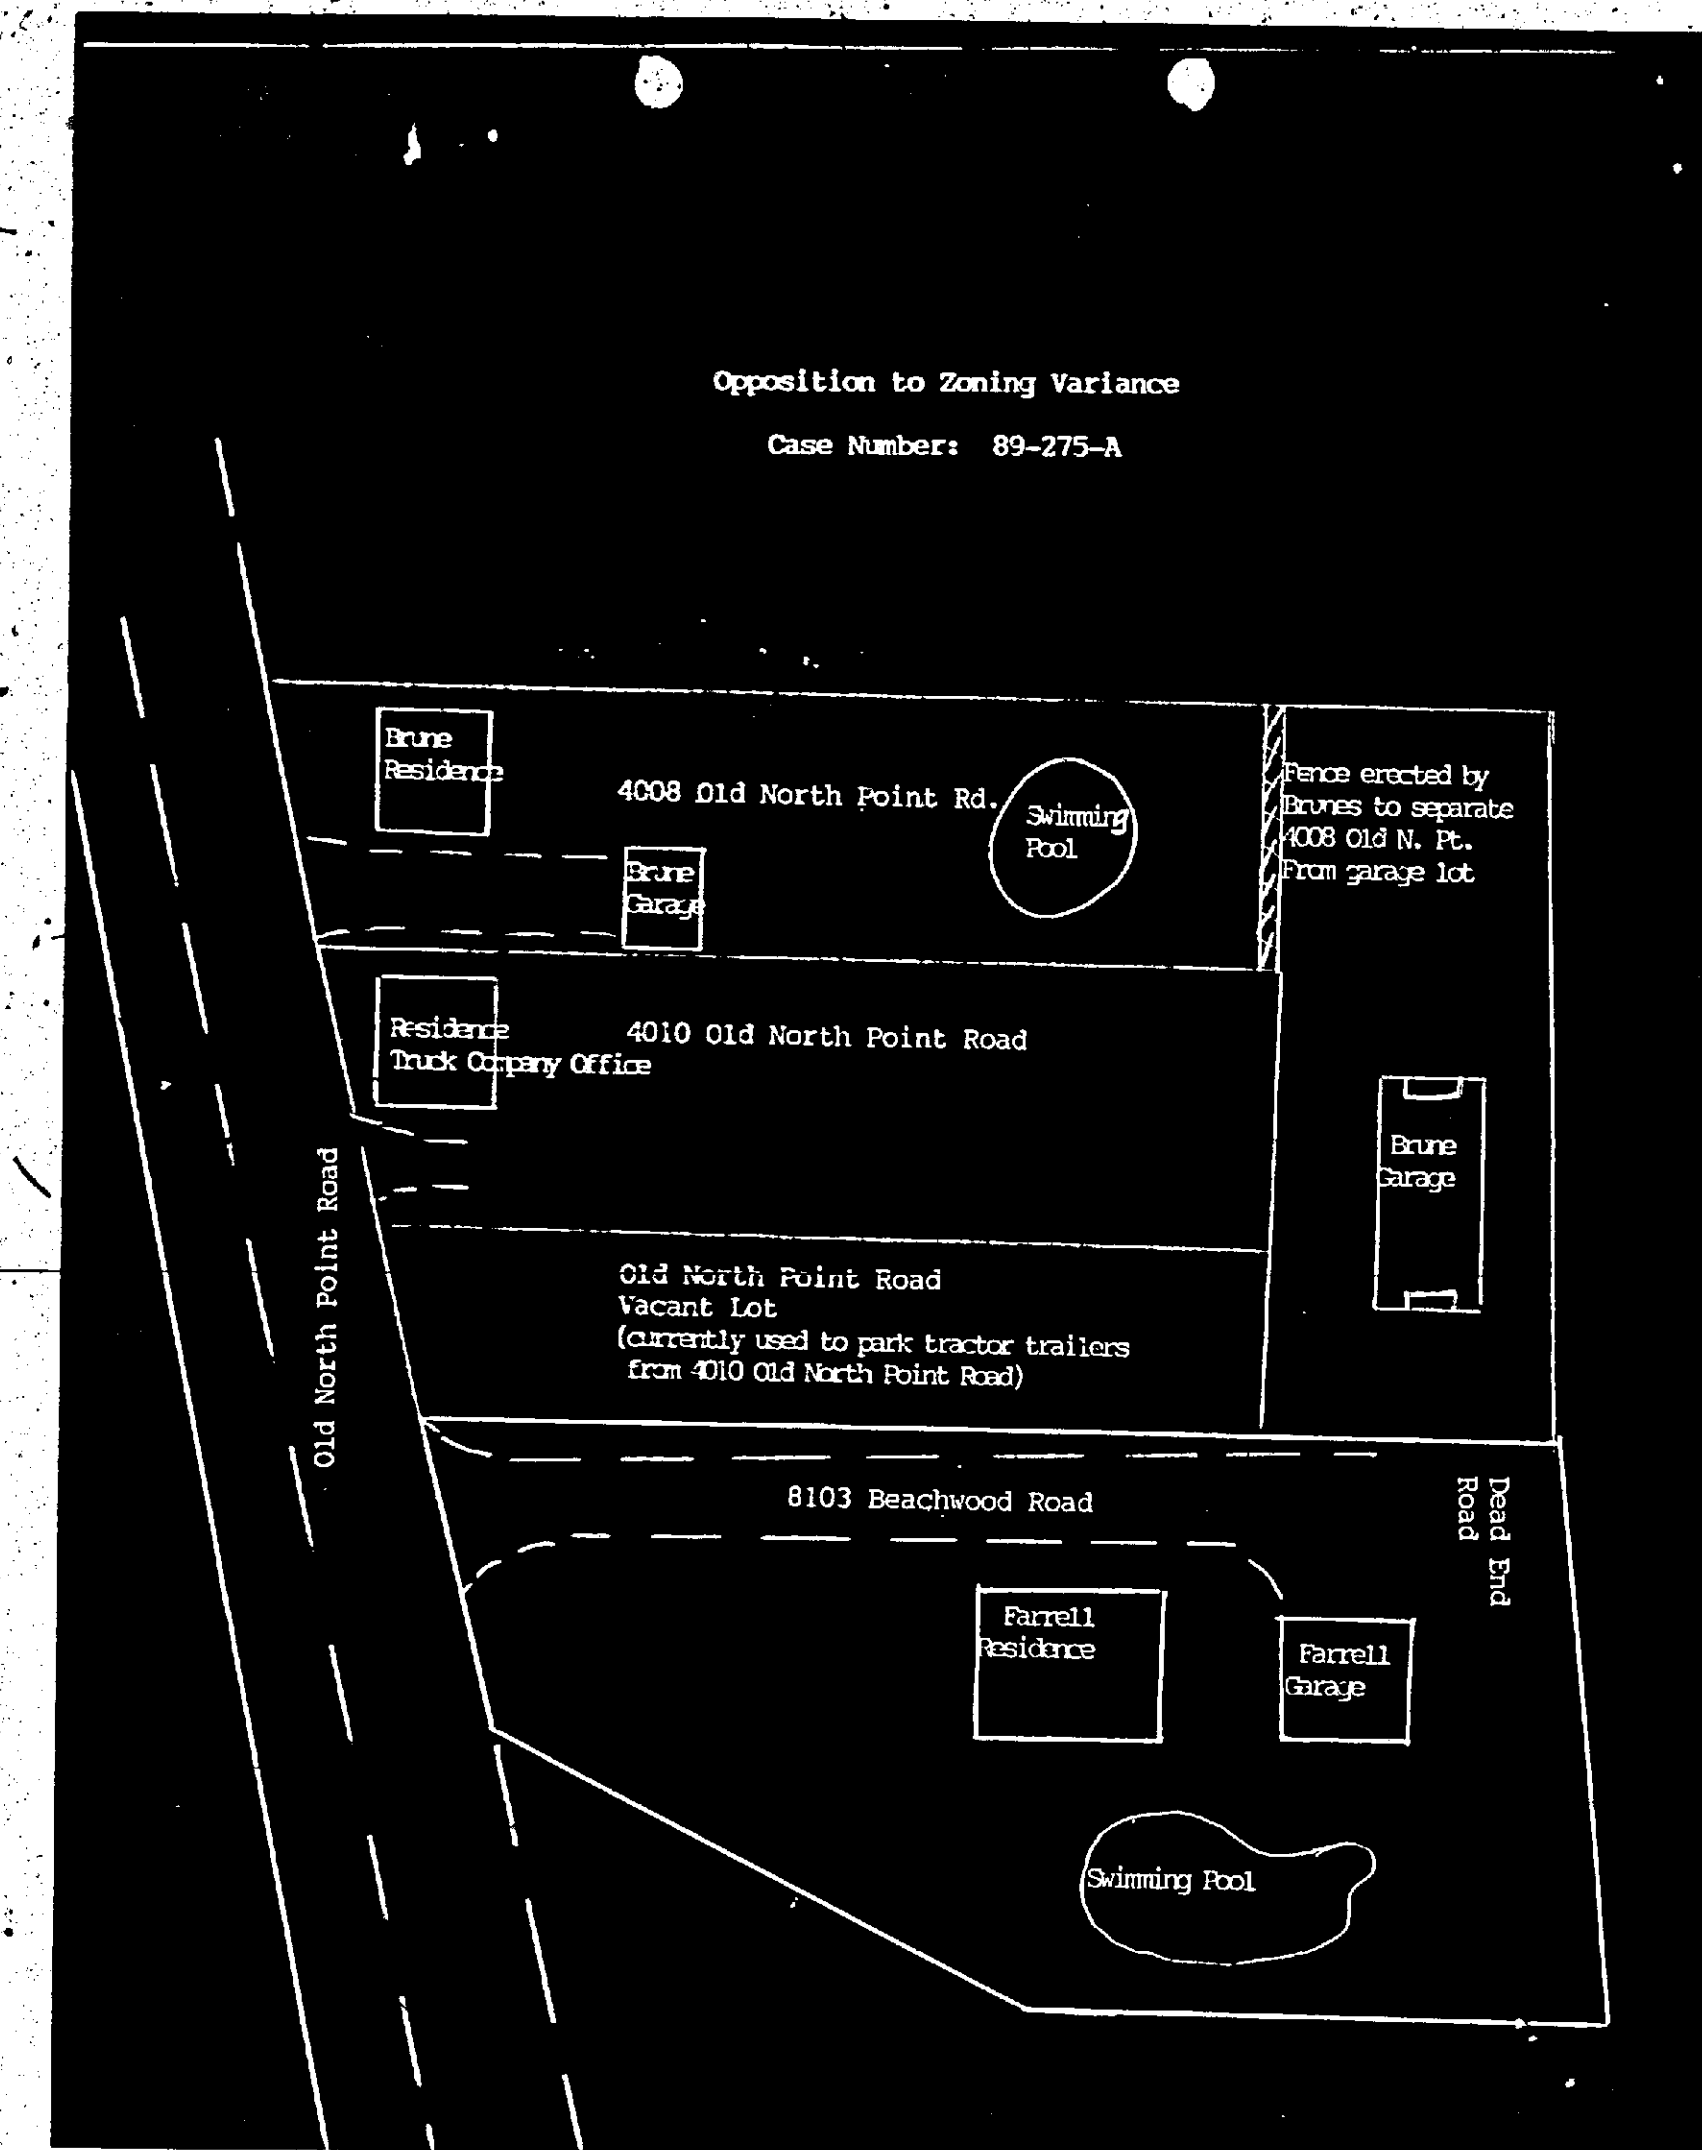 Opposition to Zoning Variance
Case Number: 89-275-A
Brune
Residence
4008 Old North Point Rd.
Swimming
Pool
Fence erected by
Brunes to separate
4008 Old N. Pt.
From garage lot
Brune
Garage
Residence
Truck Company Office
4010 Old North Point Road
Brune
Garage
Old North Point Road
Old North Point Road
Vacant Lot
(currently used to park tractor trailers
from 4010 Old North Point Road)
8103 Beachwood Road
Dead End
Road
Farrell
Residence
Farrell
Garage
Swimming Pool